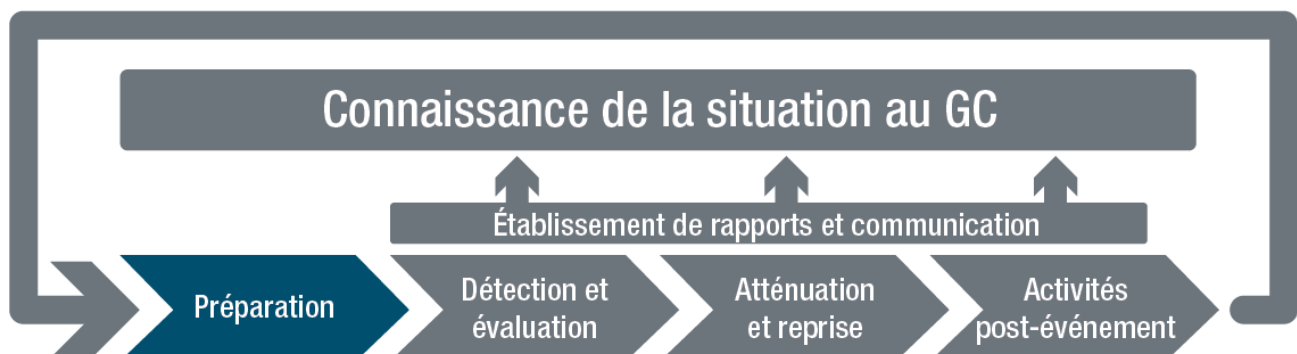 Connaissance de la situation au GC
Établissement de rapports et communication
Préparation
Détection et
évaluation
Atténuation
et reprise
Activités
post-événement